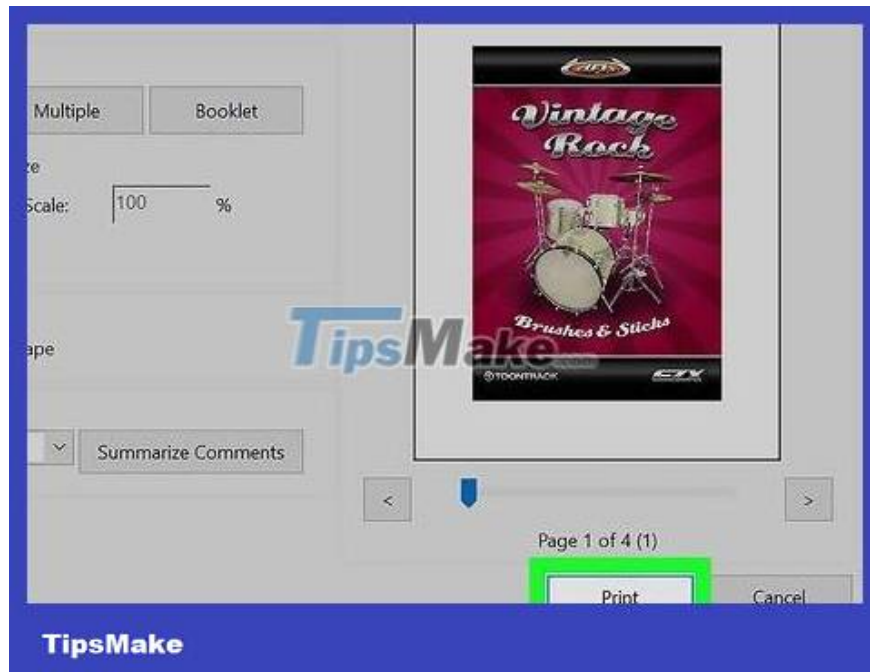 Multiple
Booklet
ze
Scale:
100
%
ape
Summarize Comments
Vintage
Rock
Brushes & Sticks
TOONTRACK
EZX
TipsMake
<
>
Page 1 of 4 (1)
Print
Cancel
TipsMake